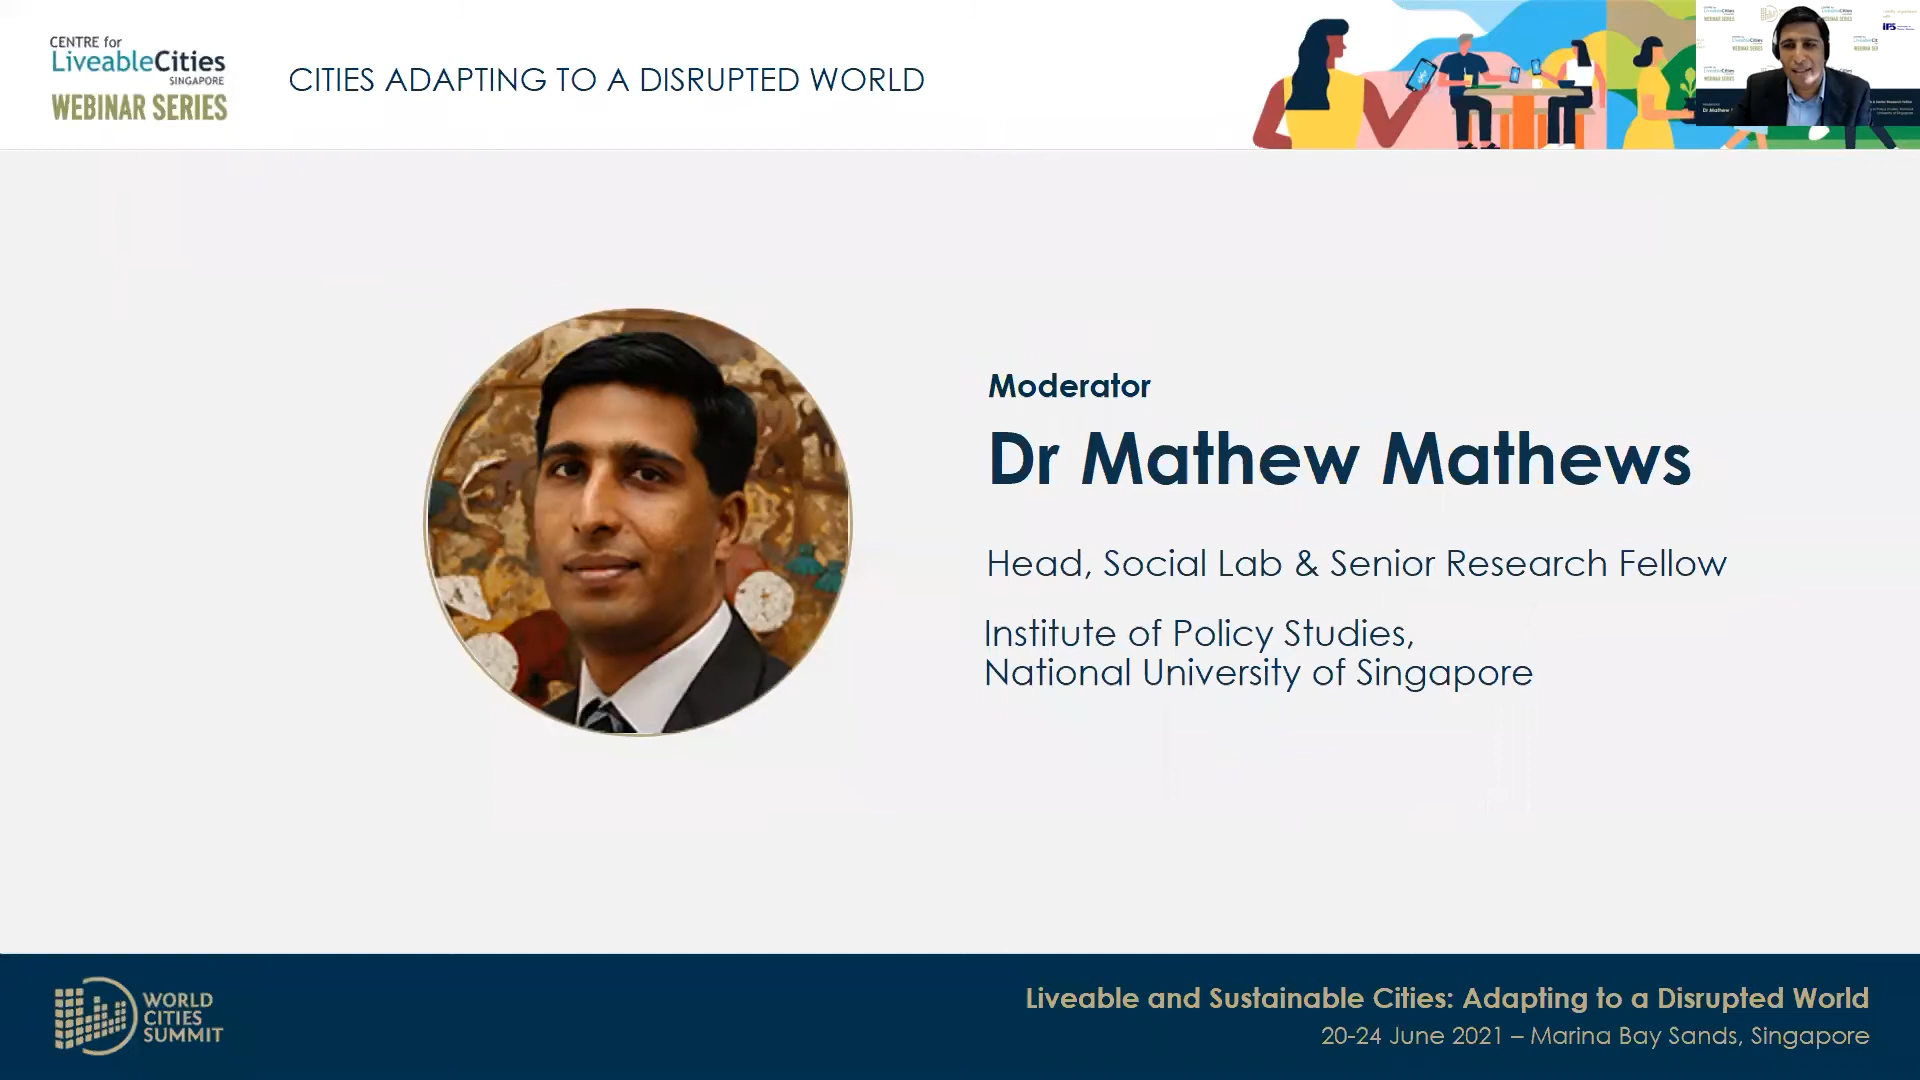 CENTRE for
LiveableCities
SINGAPORE
WEBINAR SERIES
CITIES ADAPTING TO A DISRUPTED WORLD
Moderator
Dr Mathew Mathews
Head, Social Lab & Senior Research Fellow
Institute of Policy Studies,
National University of Singapore
WORLD
CITIES
SUMMIT
Liveable and Sustainable Cities: Adapting to a Disrupted World
20-24 June 2021 – Marina Bay Sands, Singapore